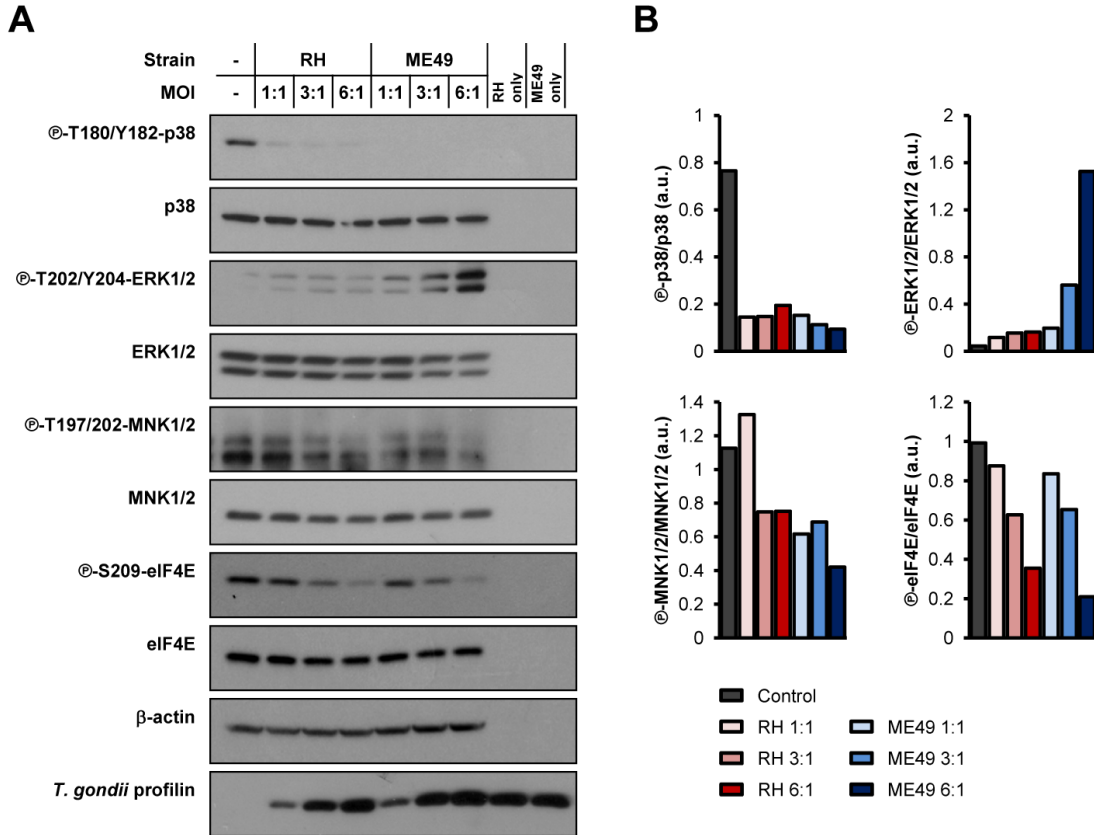 A
Strain - RH ME49 RH only ME49 only
MOI - 1:1 3:1 6:1 1:1 3:1 6:1
Ⓟ-T180/Y182-p38
p38
Ⓟ-T202/Y204-ERK1/2
ERK1/2
Ⓟ-T197/202-MNK1/2
MNK1/2
Ⓟ-S209-eIF4E
eIF4E
β-actin
T. gondii profilin
B
Ⓟ-p38/p38 (a.u.)
1
0.8
0.6
0.4
0.2
0
Ⓟ-ERK1/2/ERK1/2 (a.u.)
2
1.6
1.2
0.8
0.4
0
Ⓟ-MNK1/2/MNK1/2 (a.u.)
1.4
1.2
1
0.8
0.6
0.4
0.2
0
Ⓟ-eIF4E/eIF4E (a.u.)
1.2
1
0.8
0.6
0.4
0.2
0
Control
RH 1:1 ME49 1:1
RH 3:1 ME49 3:1
RH 6:1 ME49 6:1